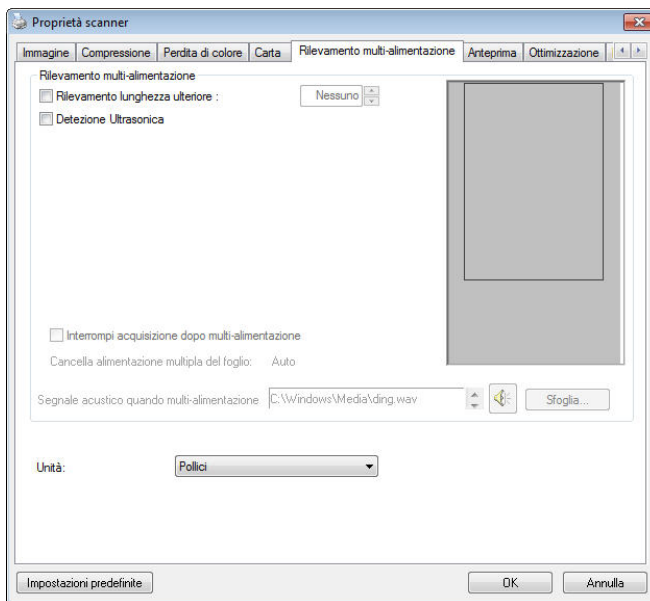 Proprietà scanner
Immagine Compressione Perdita di colore Carta Rilevamento multi-alimentazione Anteprima Ottimizzazione
Rilevamento multi-alimentazione
Rilevamento lunghezza ulteriore : Nessuno
Detezione Ultrasonica
Interrompi acquisizione dopo multi-alimentazione
Cancella alimentazione multipla del foglio: Auto
Segnale acustico quando multi-alimentazione C:\Windows\Media\ding.wav Sfoglia...
Unità: Pollici
Impostazioni predefinite OK Annulla